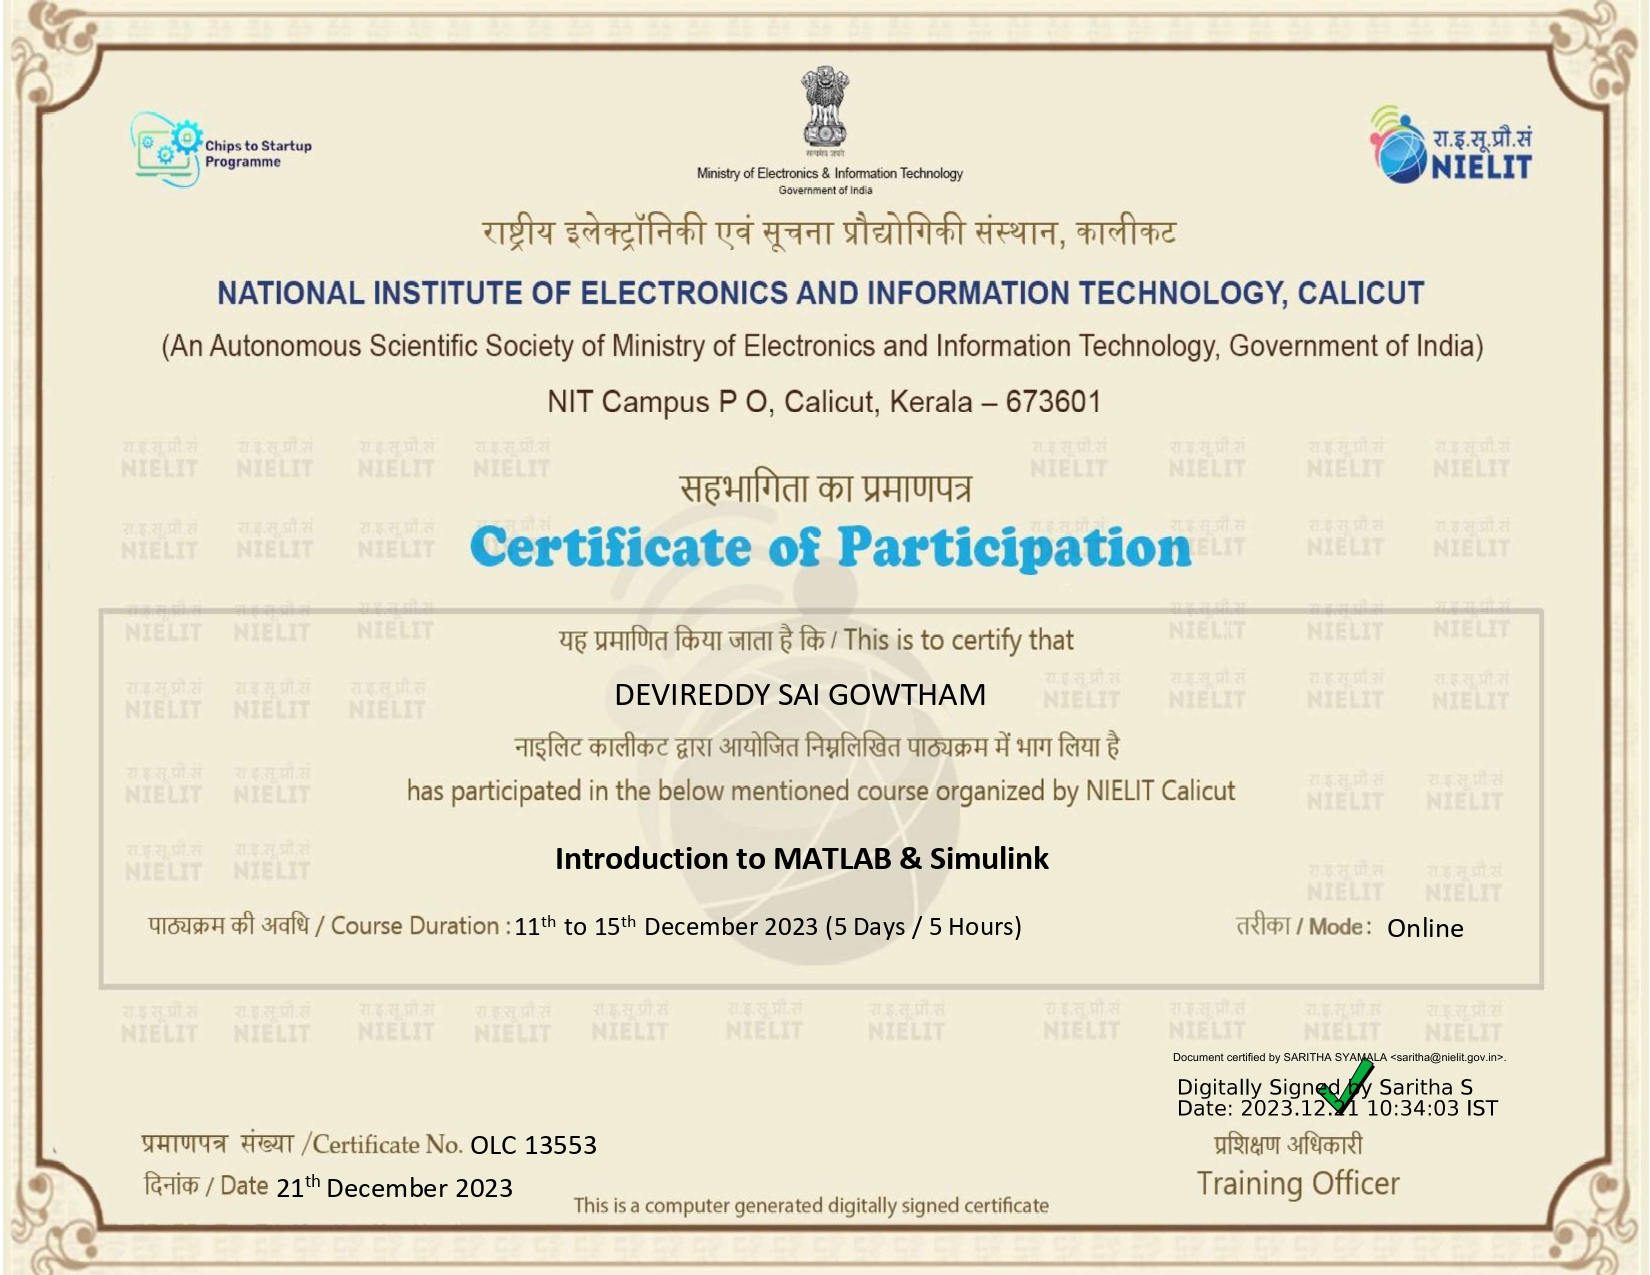 Chips to Startup
Programme
सत्यमेव जयते
Ministry of Electronics & Information Technology
Government of India
रा.इ.सू.प्रौ.सं
NIELIT
राष्ट्रीय इलेक्ट्रॉनिकी एवं सूचना प्रौद्योगिकी संस्थान, कालीकट
NATIONAL INSTITUTE OF ELECTRONICS AND INFORMATION TECHNOLOGY, CALICUT
(An Autonomous Scientific Society of Ministry of Electronics and Information Technology, Government of India)
NIT Campus P O, Calicut, Kerala – 673601
सहभागिता का प्रमाणपत्र
Certificate of Participation
यह प्रमाणित किया जाता है कि / This is to certify that
DEVIREDDY SAI GOWTHAM
नाइलिट कालीकट द्वारा आयोजित निम्नलिखित पाठ्यक्रम में भाग लिया है
has participated in the below mentioned course organized by NIELIT Calicut
Introduction to MATLAB & Simulink
पाठ्यक्रम की अवधि / Course Duration : 11th to 15th December 2023 (5 Days / 5 Hours) तरीका / Mode : Online
Document certified by SARITHA SYAMALA <saritha@nielit.gov.in>.
Digitally Signed by Saritha S
Date: 2023.12.21 10:34:03 IST
प्रमाणपत्र संख्या /Certificate No. OLC 13553
प्रशिक्षण अधिकारी
दिनांक / Date 21th December 2023
Training Officer
This is a computer generated digitally signed certificate